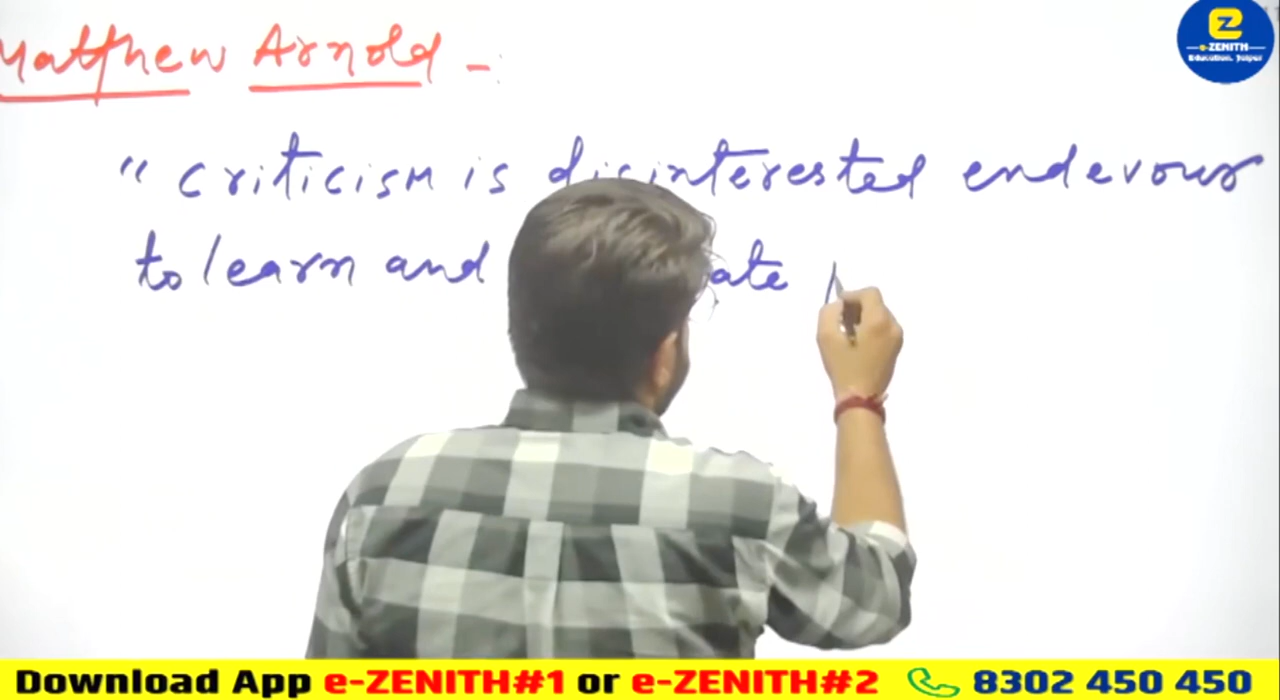 Matthew Arnold -:
" Criticism is disinterested endevour
to learn and
e-ZENITH
Education, Jaipur
Download App e-ZENITH#1 or e-ZENITH#2 8302 450 450